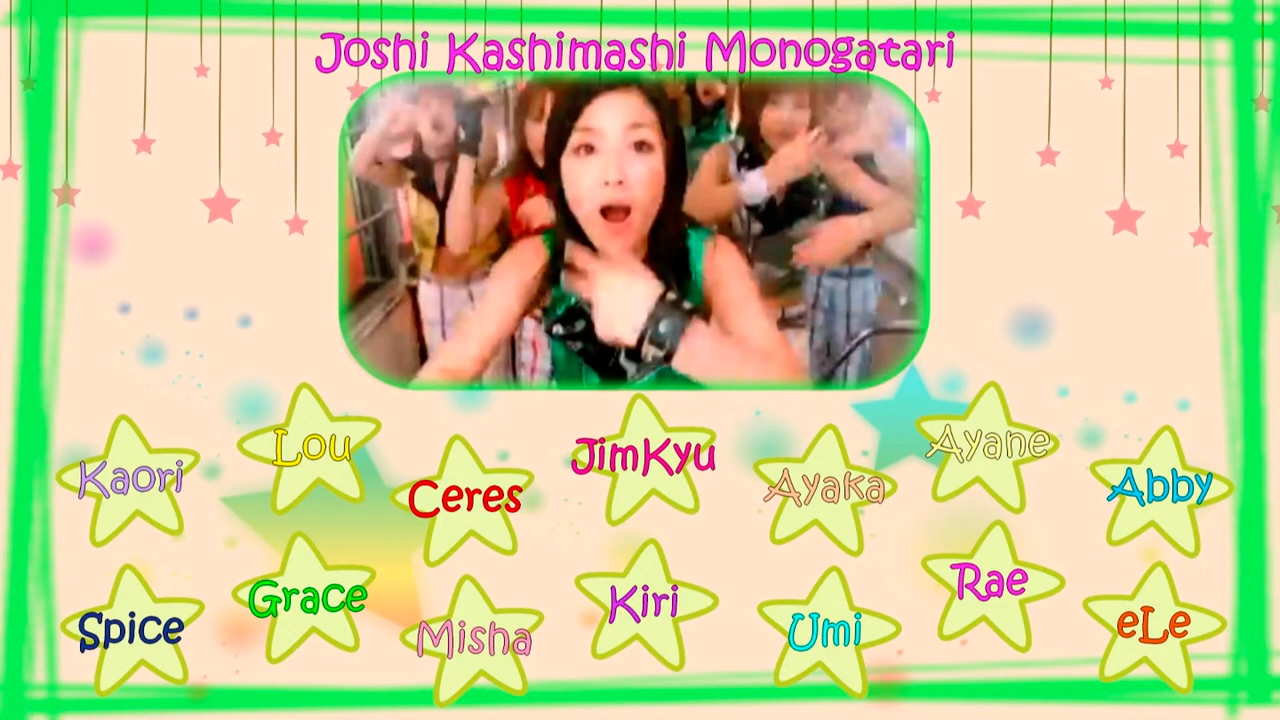 Joshi Kashimashi Monogatari
Kaori
Lou
Ceres
JimKyu
Ayaka
Ayane
Abby
Spice
Grace
Misha
Kiri
Umi
Rae
eLe